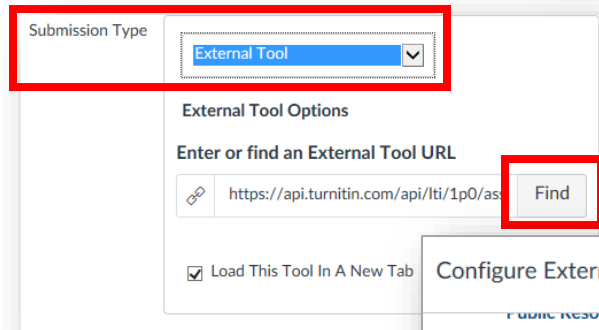 Submission Type
External Tool
External Tool Options
Enter or find an External Tool URL
https://api.turnitin.com/api/lti/1p0/as Find
Load This Tool In A New Tab
Configure Exter
Public Reso